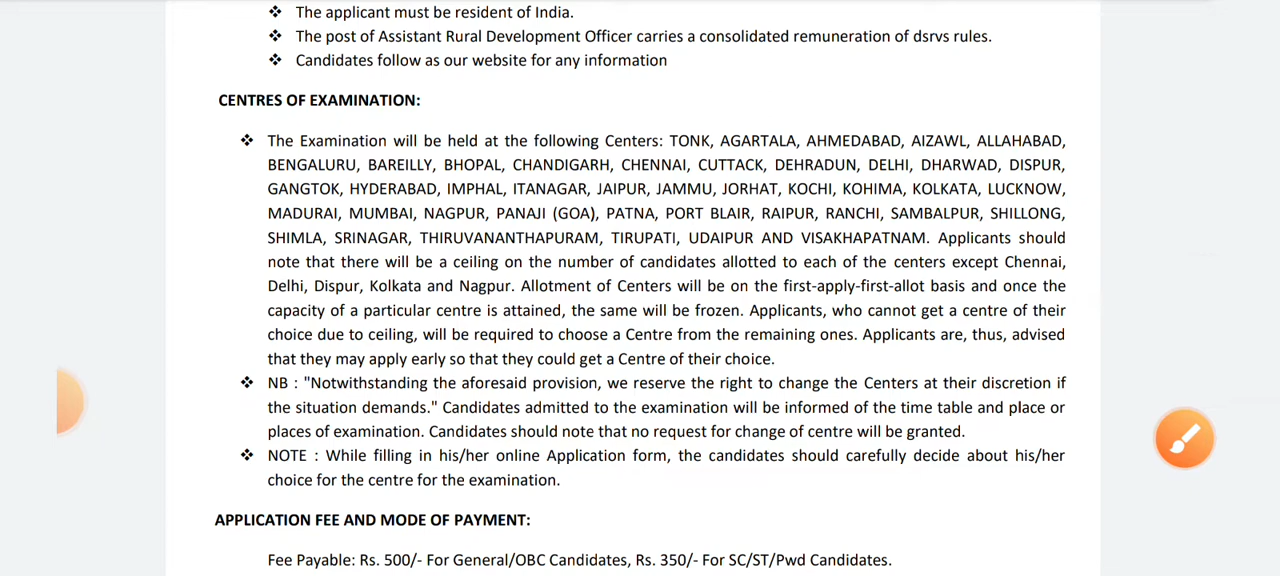 ❖ The applicant must be resident of India.
❖ The post of Assistant Rural Development Officer carries a consolidated remuneration of dsrvs rules.
❖ Candidates follow as our website for any information
CENTRES OF EXAMINATION:
❖ The Examination will be held at the following Centers: TONK, AGARTALA, AHMEDABAD, AIZAWL, ALLAHABAD,
BENGALURU, BAREILLY, BHOPAL, CHANDIGARH, CHENNAI, CUTTACK, DEHRADUN, DELHI, DHARWAD, DISPUR,
GANGTOK, HYDERABAD, IMPHAL, ITANAGAR, JAIPUR, JAMMU, JORHAT, KOCHI, KOHIMA, KOLKATA, LUCKNOW,
MADURAI, MUMBAI, NAGPUR, PANAJI (GOA), PATNA, PORT BLAIR, RAIPUR, RANCHI, SAMBALPUR, SHILLONG,
SHIMLA, SRINAGAR, THIRUVANANTHAPURAM, TIRUPATI, UDAIPUR AND VISAKHAPATNAM. Applicants should
note that there will be a ceiling on the number of candidates allotted to each of the centers except Chennai,
Delhi, Dispur, Kolkata and Nagpur. Allotment of Centers will be on the first-apply-first-allot basis and once the
capacity of a particular centre is attained, the same will be frozen. Applicants, who cannot get a centre of their
choice due to ceiling, will be required to choose a Centre from the remaining ones. Applicants are, thus, advised
that they may apply early so that they could get a Centre of their choice.
❖ NB : "Notwithstanding the aforesaid provision, we reserve the right to change the Centers at their discretion if
the situation demands." Candidates admitted to the examination will be informed of the time table and place or
places of examination. Candidates should note that no request for change of centre will be granted.
❖ NOTE : While filling in his/her online Application form, the candidates should carefully decide about his/her
choice for the centre for the examination.
APPLICATION FEE AND MODE OF PAYMENT:
Fee Payable: Rs. 500/- For General/OBC Candidates, Rs. 350/- For SC/ST/Pwd Candidates.